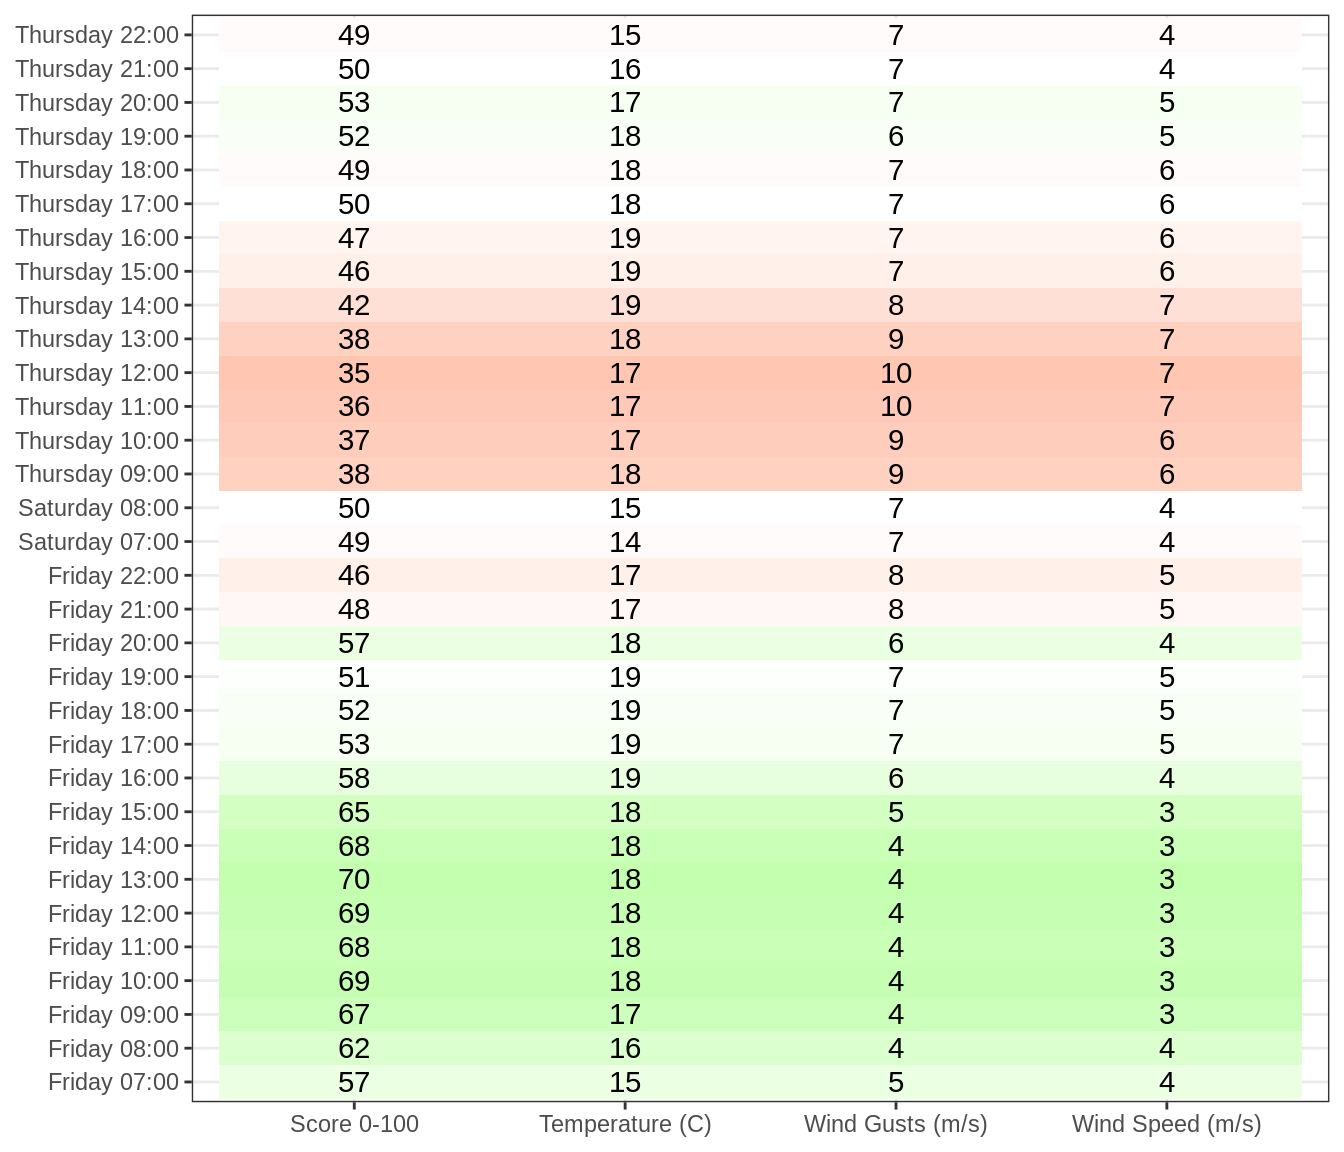 Thursday 22:00 49 15 7 4
Thursday 21:00 50 16 7 4
Thursday 20:00 53 17 7 5
Thursday 19:00 52 18 6 5
Thursday 18:00 49 18 7 6
Thursday 17:00 50 18 7 6
Thursday 16:00 47 19 7 6
Thursday 15:00 46 19 7 6
Thursday 14:00 42 19 8 7
Thursday 13:00 38 18 9 7
Thursday 12:00 35 17 10 7
Thursday 11:00 36 17 10 7
Thursday 10:00 37 17 9 6
Thursday 09:00 38 18 9 6
Saturday 08:00 50 15 7 4
Saturday 07:00 49 14 7 4
Friday 22:00 46 17 8 5
Friday 21:00 48 17 8 5
Friday 20:00 57 18 6 4
Friday 19:00 51 19 7 5
Friday 18:00 52 19 7 5
Friday 17:00 53 19 7 5
Friday 16:00 58 19 6 4
Friday 15:00 65 18 5 3
Friday 14:00 68 18 4 3
Friday 13:00 70 18 4 3
Friday 12:00 69 18 4 3
Friday 11:00 68 18 4 3
Friday 10:00 69 18 4 3
Friday 09:00 67 17 4 3
Friday 08:00 62 16 4 4
Friday 07:00 57 15 5 4
Score 0-100 Temperature (C) Wind Gusts (m/s) Wind Speed (m/s)